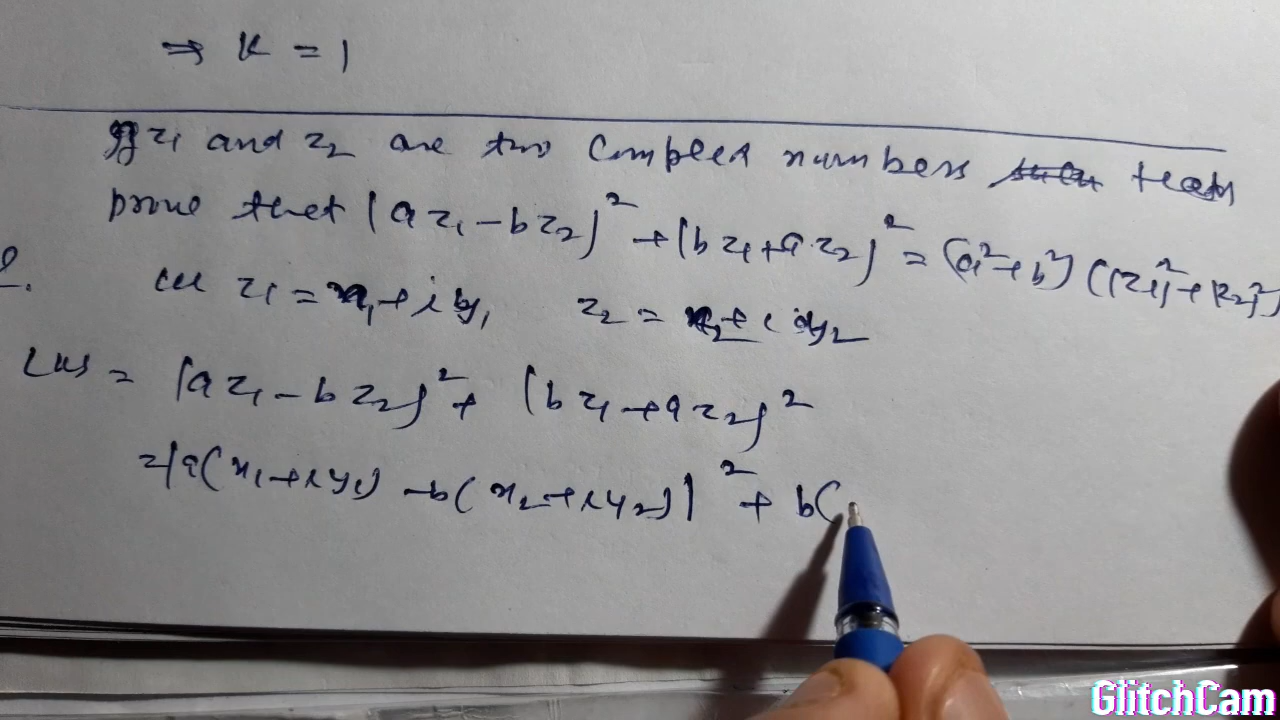 ⇒ K = 1
If z₁ and z₂ are two complex numbers then
prove that |az₁ - bz₂|² + |bz₁ + az₂|² = (a² + b²) (|z₁|² + |z₂|²)
let z₁ = x₁ + iy₁, z₂ = x₂ + iy₂
LHS = |az₁ - bz₂|² + |bz₁ + az₂|²
= |a(x₁ + iy₁) - b(x₂ + iy₂)|² + b(
GlitchCam